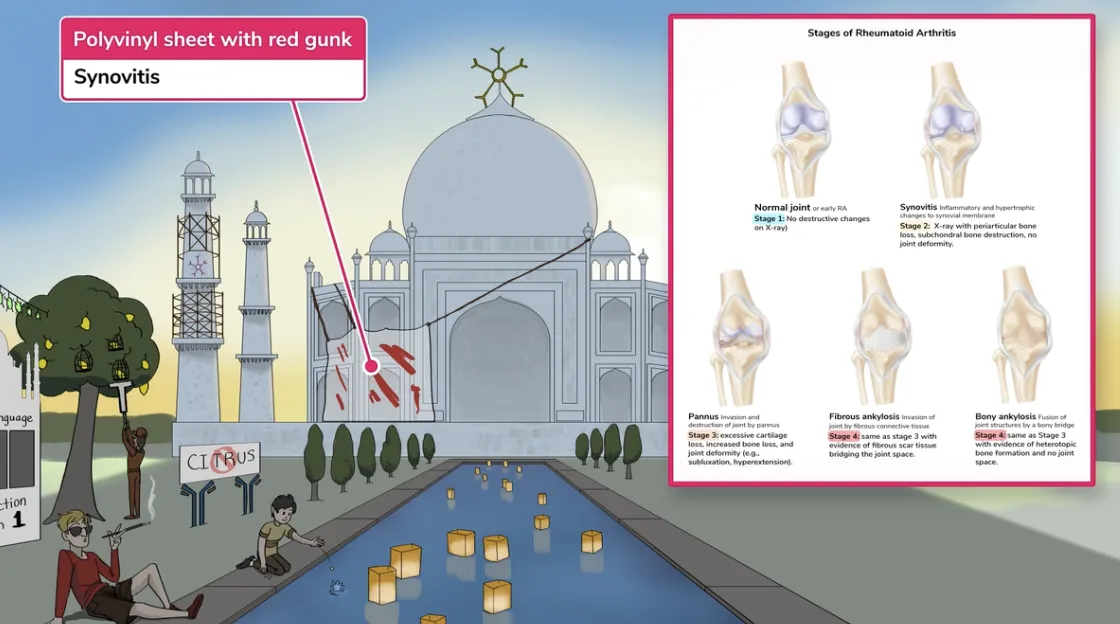 Polyvinyl sheet with red gunk
Synovitis
Stages of Rheumatoid Arthritis
Normal joint or early RA
Stage 1: No destructive changes
on X-ray)
Synovitis Inflammatory and hypertrophic
changes to synovial membrane
Stage 2: X-ray with periarticular bone
loss, subchondral bone destruction, no
joint deformity.
Pannus Invasion and
destruction of joint by pannus
Stage 3: excessive cartilage
loss, increased bone loss, and
joint deformity (e.g.,
subluxation, hyperextension).
Fibrous ankylosis Invasion of
joint by fibrous connective tissue
Stage 4: same as stage 3 with
evidence of fibrous scar tissue
bridging the joint space.
Bony ankylosis Fusion of
joint structures by a bony bridge
Stage 4: same as Stage 3
with evidence of heterotopic
bone formation and no joint
space.
nguage
CITRUS
ction
1